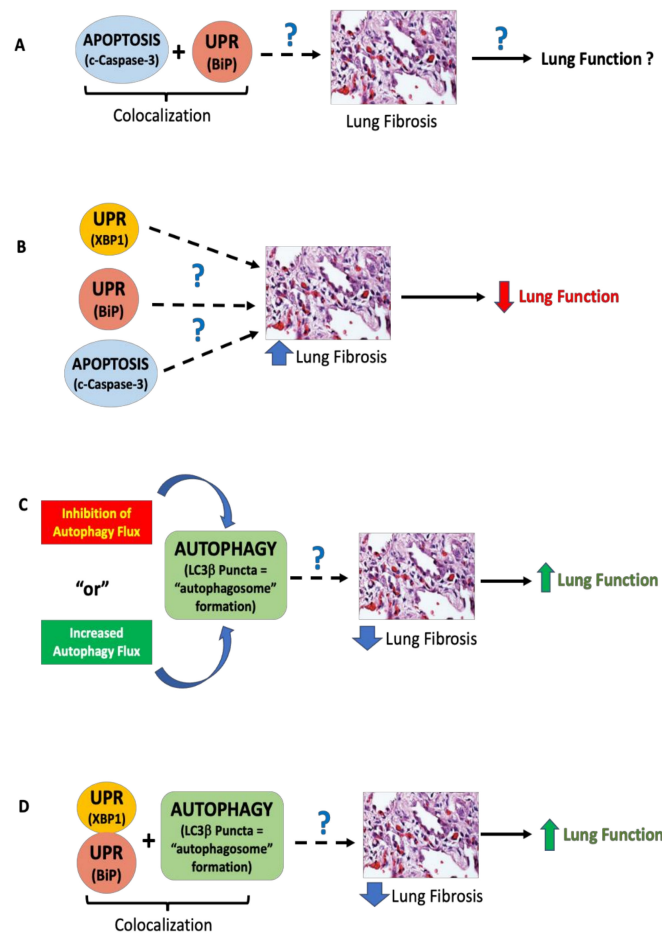 A
APOPTOSIS
(c-Caspase-3)
+
UPR
(BiP)
?
?
Lung Function ?
Colocalization
Lung Fibrosis
B
UPR
(XBP1)
UPR
(BiP)
APOPTOSIS
(c-Caspase-3)
?
?
Lung Fibrosis
Lung Function
C
Inhibition of
Autophagy Flux
"or"
Increased
Autophagy Flux
AUTOPHAGY
(LC3β Puncta =
"autophagosome"
formation)
?
Lung Fibrosis
Lung Function
D
UPR
(XBP1)
UPR
(BiP)
+
AUTOPHAGY
(LC3β Puncta =
"autophagosome"
formation)
?
Lung Fibrosis
Lung Function
Colocalization